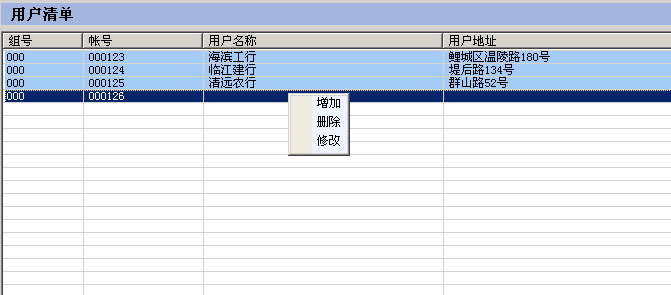 用户清单
组号 帐号 用户名称 用户地址
000 000123 海滨工行 鲤城区温陵路180号
000 000124 临江建行 堤后路134号
000 000125 清远农行 群山路52号
000 000126
增加
删除
修改